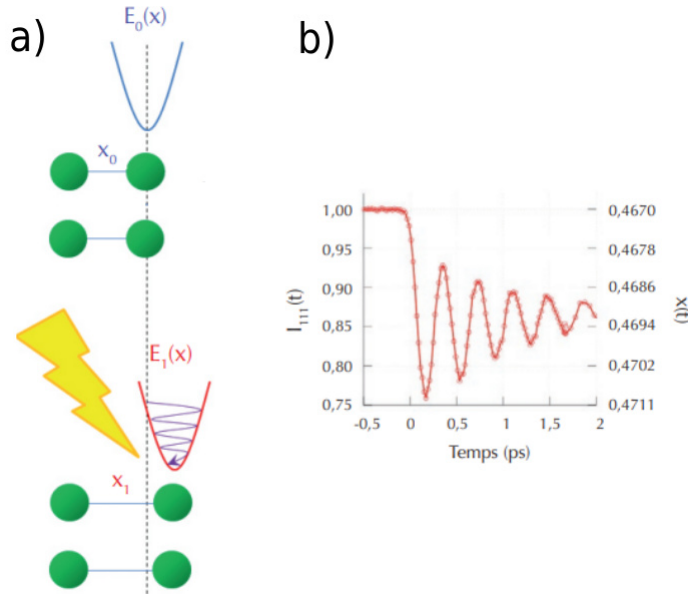 a)
E₀(x)
x₀
E₁(x)
x₁
b)
I₁₁₁(t)
1,00
0,95
0,90
0,85
0,80
0,75
0,4670
0,4678
0,4686
0,4694
0,4702
0,4711
x(t)
-0,5 0 0,5 1 1,5 2
Temps (ps)